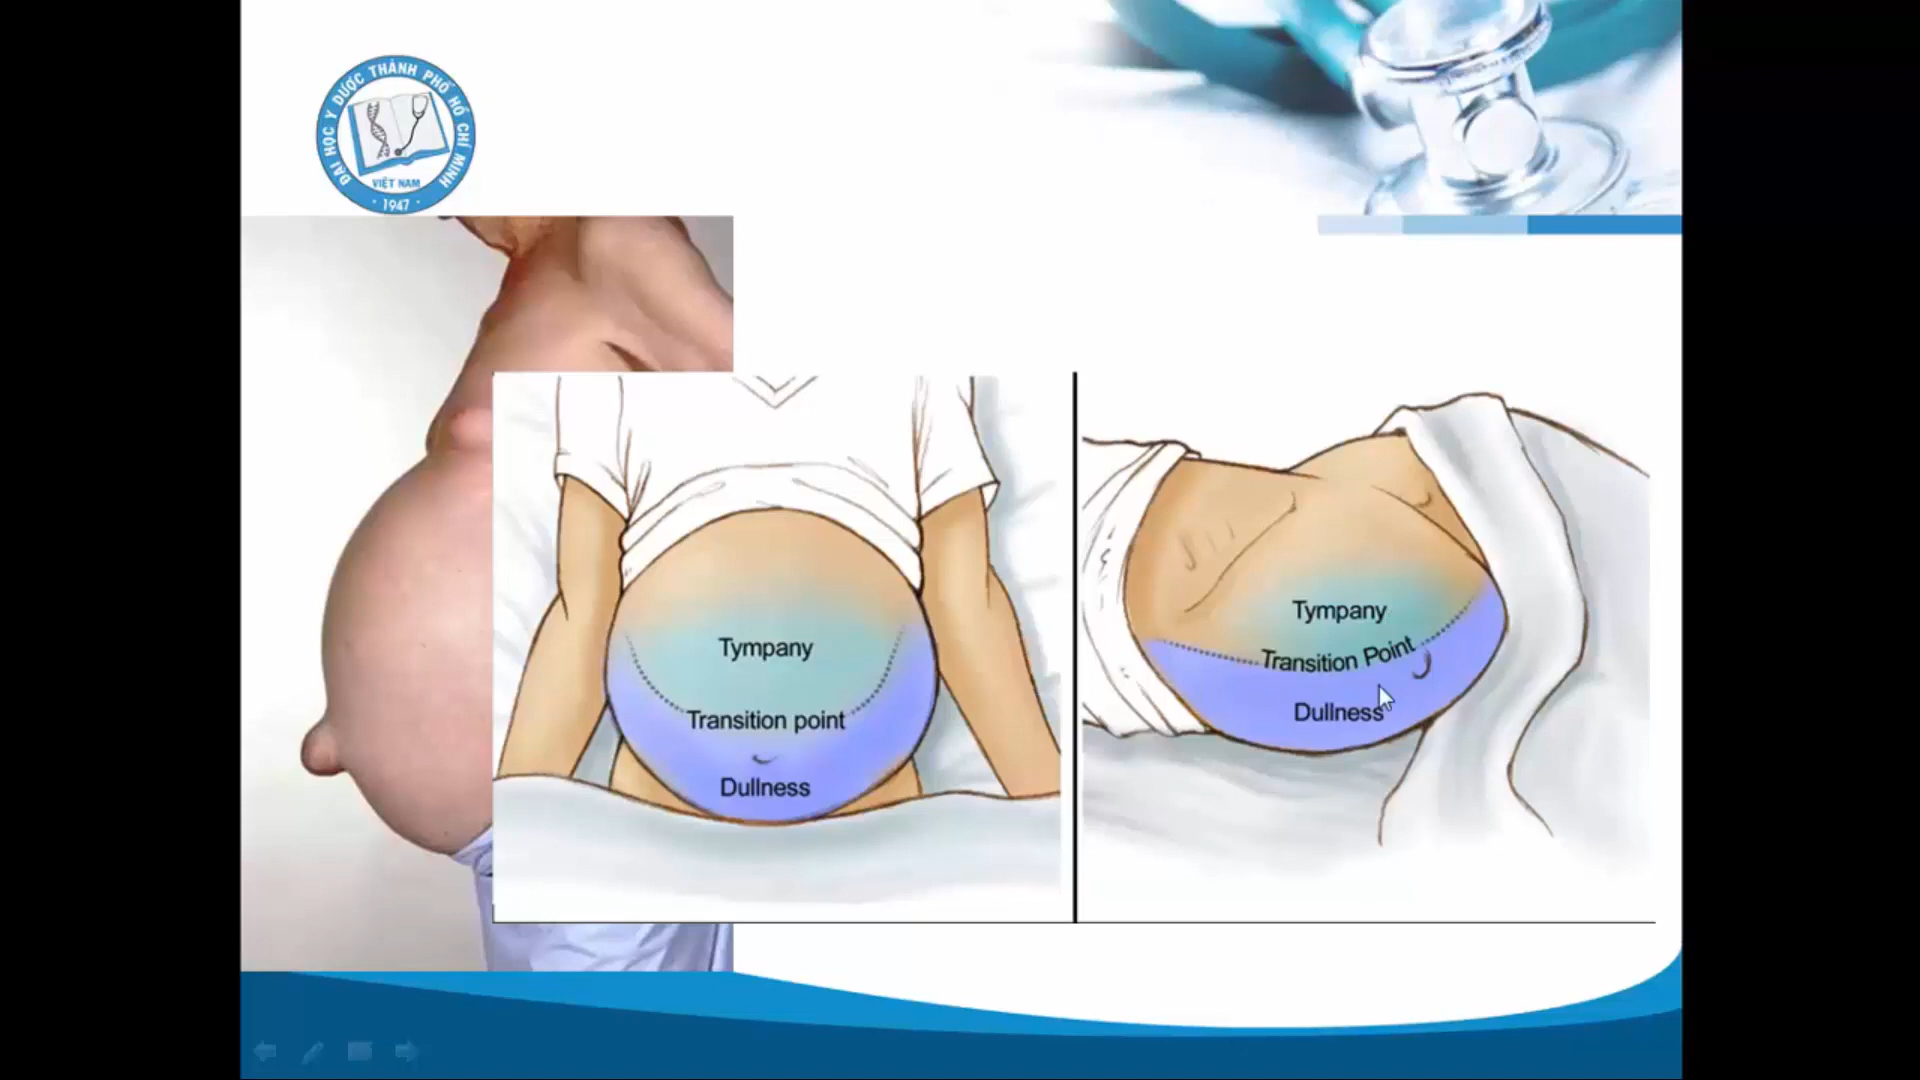 ĐẠI HỌC Y DƯỢC THÀNH PHỐ HỒ CHÍ MINH
VIỆT NAM
· 1947 ·
Tympany
Transition point
Dullness
Tympany
Transition Point
Dullness